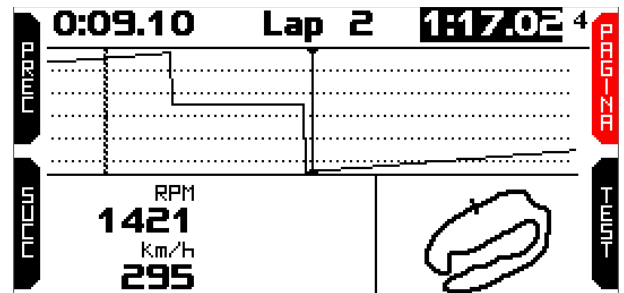 0:09.10 Lap 2 1:17.02 4
PREC
PAGINA
SUCC
TEST
RPM
1421
Km/h
295